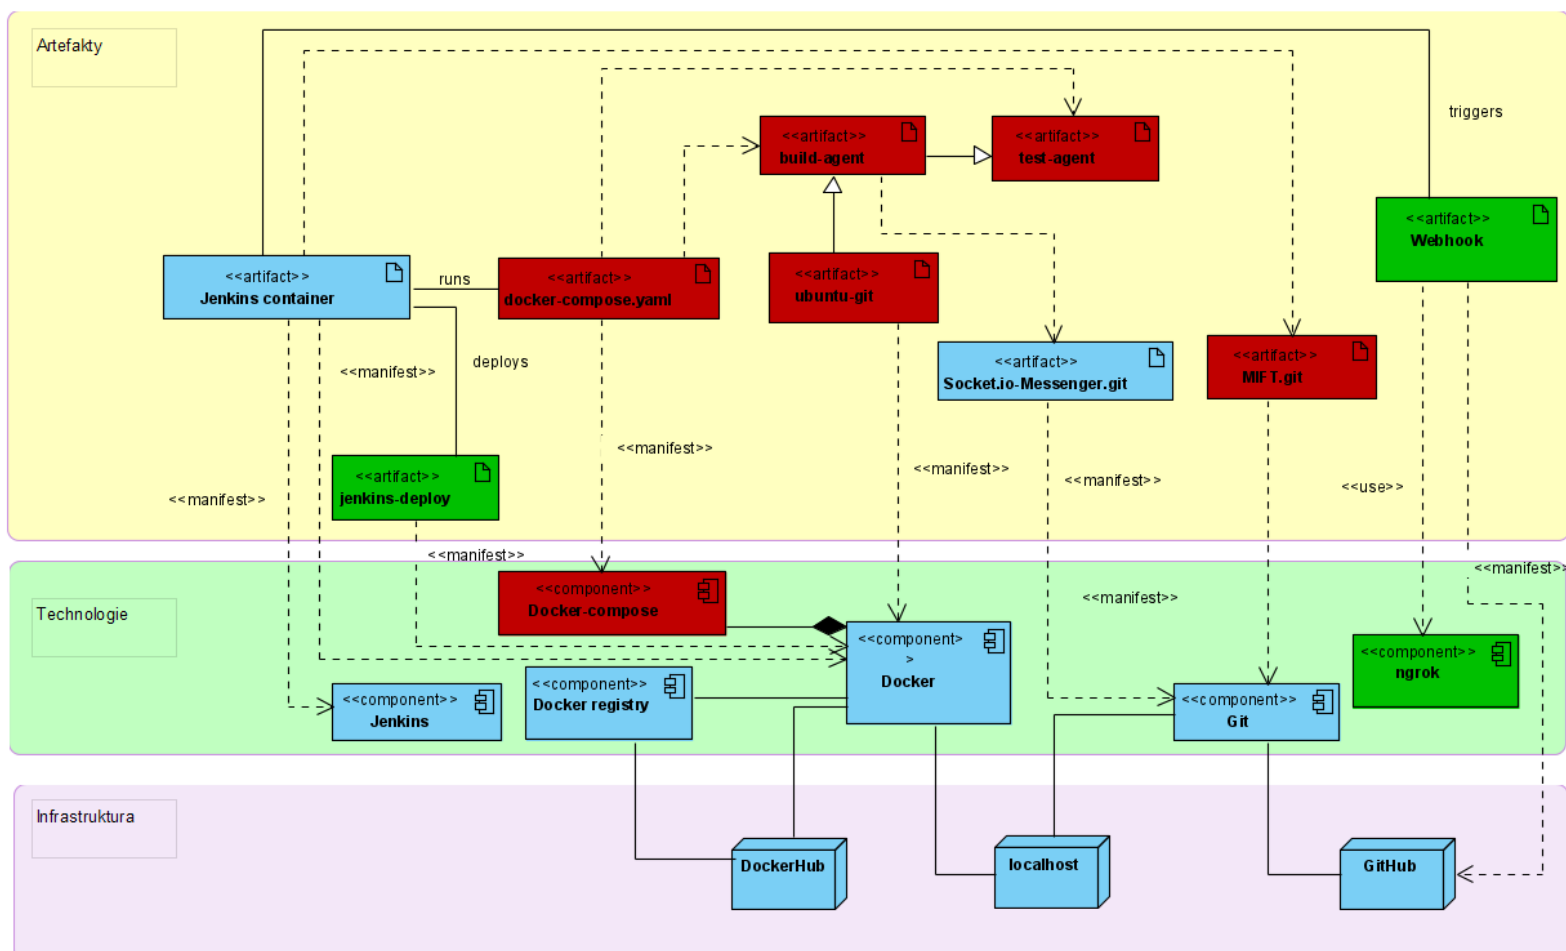 Artefakty
triggers
<<artifact>>
build-agent
<<artifact>>
test-agent
<<artifact>>
Webhook
<<artifact>>
Jenkins container
runs
<<artifact>>
docker-compose.yaml
<<artifact>>
ubuntu-git
<<manifest>>
deploys
<<artifact>>
Socket.io-Messenger.git
<<artifact>>
MIFT.git
<<manifest>>
<<manifest>>
<<artifact>>
jenkins-deploy
<<manifest>>
<<manifest>>
<<manifest>>
<<use>>
<<manifest>>
<<manifest>>
Technologie
<<component>>
Docker-compose
<<manifest>>
<<component>
>
Docker
<<component>>
ngrok
<<component>>
Jenkins
<<component>>
Docker registry
<<component>>
Git
Infrastruktura
DockerHub
localhost
GitHub